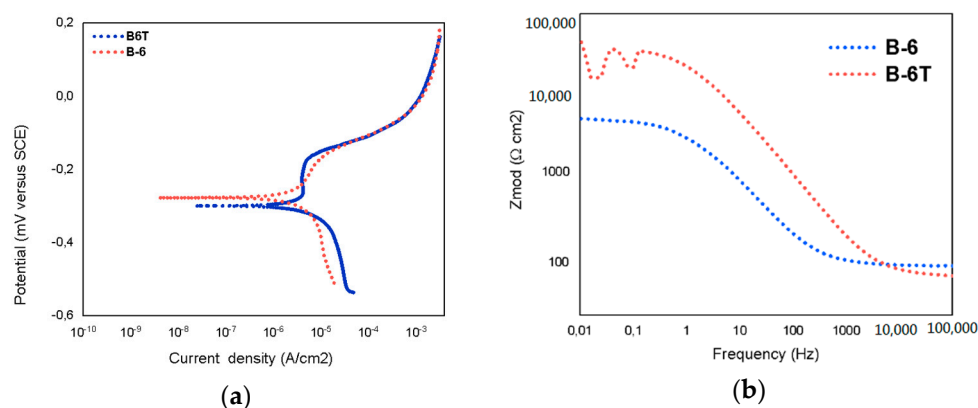 0,2
0,0
-0,2
-0,4
-0,6
Potential (mV versus SCE)
B6T
B-6
10-10
10-9
10-8
10-7
10-6
10-5
10-4
10-3
Current density (A/cm2)
(a)
100,000
10,000
1000
100
Zmod (Ω cm2)
B-6
B-6T
0,01
0,1
1
10
100
1000
10,000
100,000
Frequency (Hz)
(b)